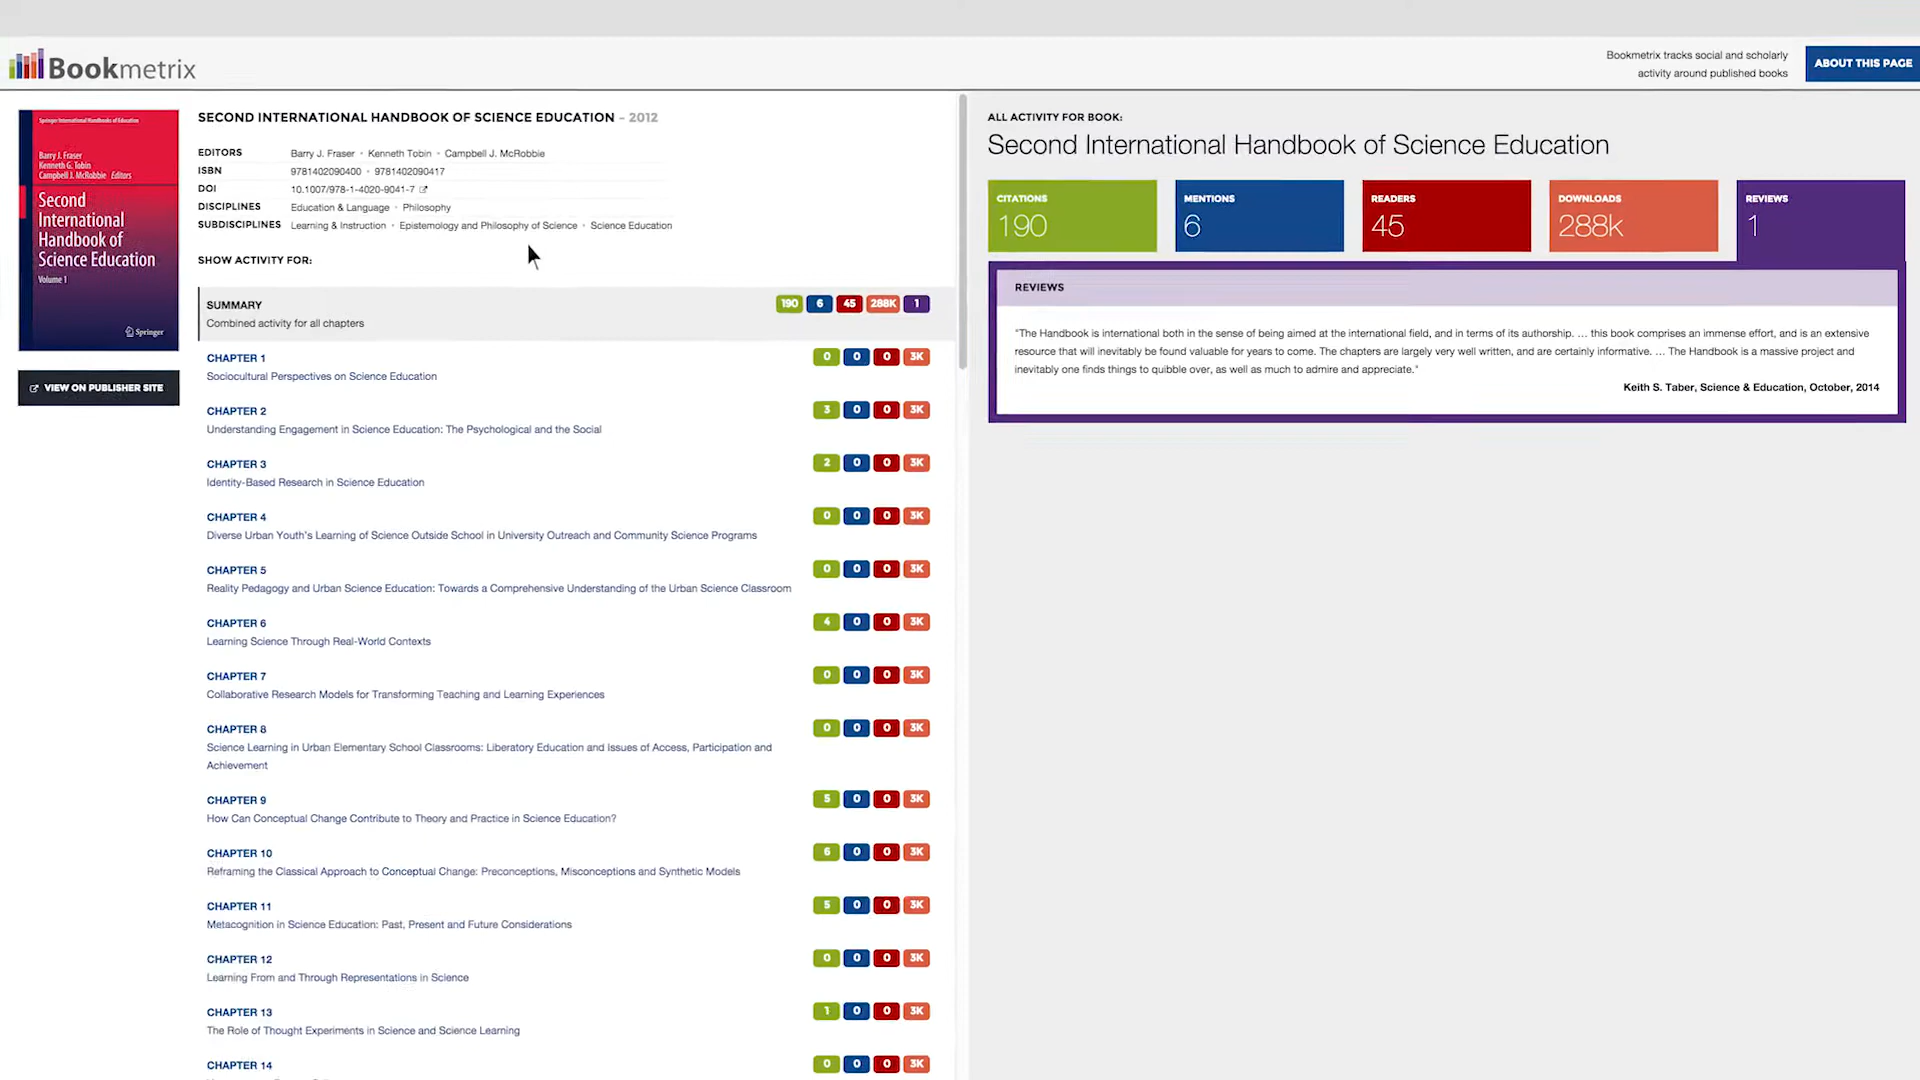 Bookmetrix
Bookmetrix tracks social and scholarly
activity around published books
ABOUT THIS PAGE
Springer International Handbooks of Education
Barry J. Fraser
Kenneth G. Tobin
Campbell J. McRobbie Editors
Second
International
Handbook of
Science Education
Volume 1
Springer
VIEW ON PUBLISHER SITE
SECOND INTERNATIONAL HANDBOOK OF SCIENCE EDUCATION – 2012
EDITORS Barry J. Fraser • Kenneth Tobin • Campbell J. McRobbie
ISBN 9781402090400 • 9781402090417
DOI 10.1007/978-1-4020-9041-7
DISCIPLINES Education & Language • Philosophy
SUBDISCIPLINES Learning & Instruction • Epistemology and Philosophy of Science • Science Education
SHOW ACTIVITY FOR:
SUMMARY 190 6 45 288K 1
Combined activity for all chapters
CHAPTER 1 0 0 0 3K
Sociocultural Perspectives on Science Education
CHAPTER 2 3 0 0 3K
Understanding Engagement in Science Education: The Psychological and the Social
CHAPTER 3 2 0 0 3K
Identity-Based Research in Science Education
CHAPTER 4 0 0 0 3K
Diverse Urban Youth's Learning of Science Outside School in University Outreach and Community Science Programs
CHAPTER 5 0 0 0 3K
Reality Pedagogy and Urban Science Education: Towards a Comprehensive Understanding of the Urban Science Classroom
CHAPTER 6 4 0 0 3K
Learning Science Through Real-World Contexts
CHAPTER 7 0 0 0 3K
Collaborative Research Models for Transforming Teaching and Learning Experiences
CHAPTER 8 0 0 0 3K
Science Learning in Urban Elementary School Classrooms: Liberatory Education and Issues of Access, Participation and
Achievement
CHAPTER 9 5 0 0 3K
How Can Conceptual Change Contribute to Theory and Practice in Science Education?
CHAPTER 10 6 0 0 3K
Reframing the Classical Approach to Conceptual Change: Preconceptions, Misconceptions and Synthetic Models
CHAPTER 11 5 0 0 3K
Metacognition in Science Education: Past, Present and Future Considerations
CHAPTER 12 0 0 0 3K
Learning From and Through Representations in Science
CHAPTER 13 1 0 0 3K
The Role of Thought Experiments in Science and Science Learning
CHAPTER 14 0 0 0 3K
ALL ACTIVITY FOR BOOK:
Second International Handbook of Science Education
CITATIONS MENTIONS READERS DOWNLOADS REVIEWS
190 6 45 288k 1
REVIEWS
"The Handbook is international both in the sense of being aimed at the international field, and in terms of its authorship. … this book comprises an immense effort, and is an extensive
resource that will inevitably be found valuable for years to come. The chapters are largely very well written, and are certainly informative. … The Handbook is a massive project and
inevitably one finds things to quibble over, as well as much to admire and appreciate."
Keith S. Taber, Science & Education, October, 2014